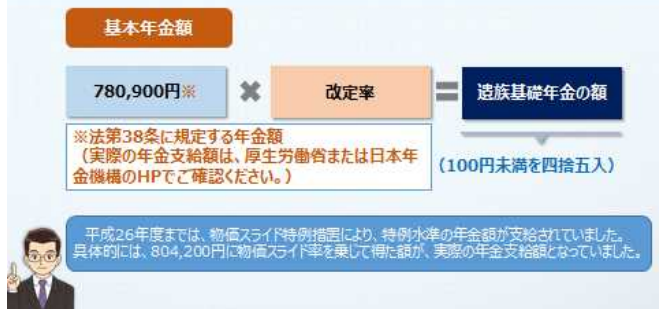 基本年金額
780,900円※ ✖ 改定率 = 遺族基礎年金の額
※法第38条に規定する年金額
(実際の年金支給額は、厚生労働省または日本年
金機構のHPでご確認ください。)
(100円未満を四捨五入)
平成26年度までは、物価スライド特例措置により、特例水準の年金額が支給されていました。
具体的には、804,200円に物価スライド率を乗じて得た額が、実際の年金支給額となっていました。